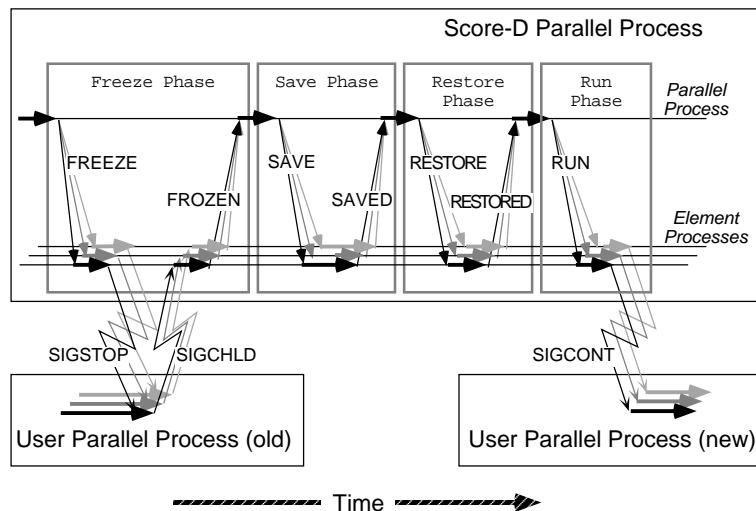 Score-D Parallel Process
Freeze Phase
Save Phase
Restore
Phase
Run
Phase
Parallel
Process
FREEZE
FROZEN
SAVE
SAVED
RESTORE
RESTORED
RUN
Element
Processes
SIGSTOP
SIGCHLD
SIGCONT
User Parallel Process (old)
User Parallel Process (new)
Time